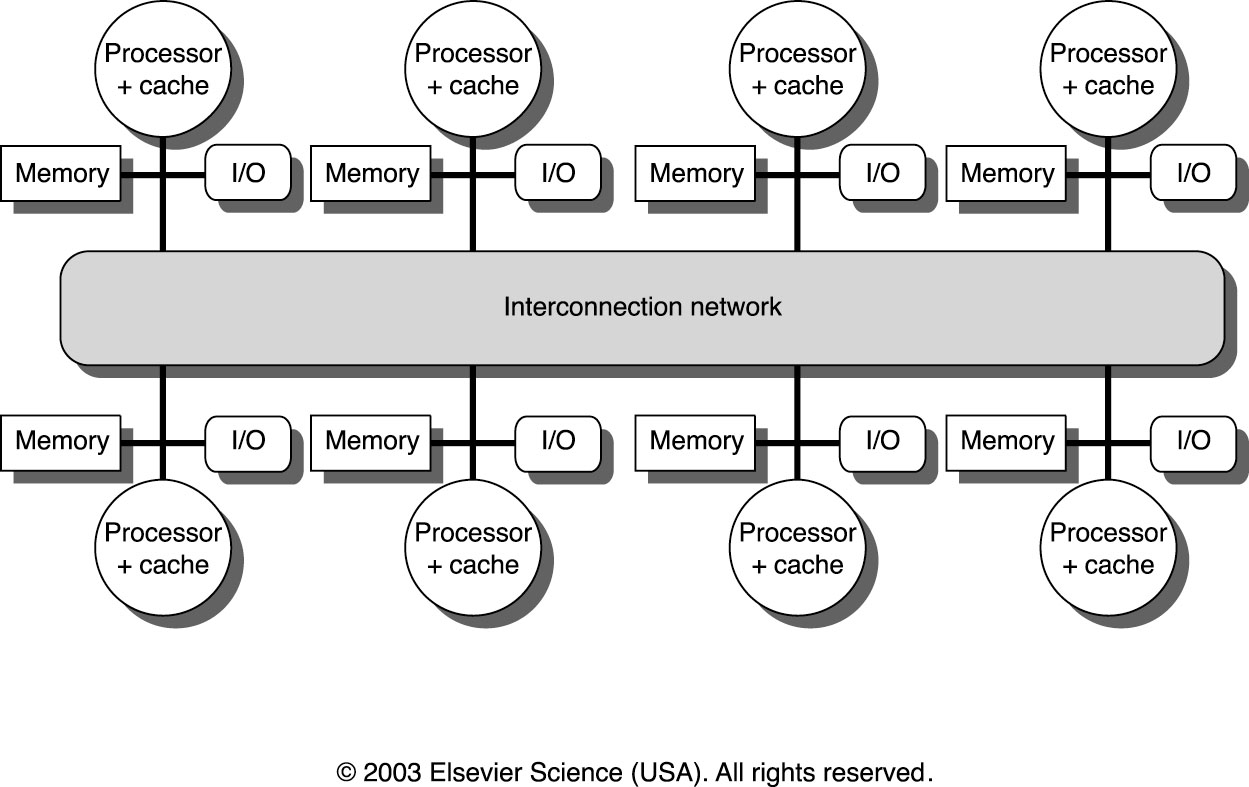 Processor
+ cache
Processor
+ cache
Processor
+ cache
Processor
+ cache
Memory
I/O
Memory
I/O
Memory
I/O
Memory
I/O
Interconnection network
Memory
I/O
Memory
I/O
Memory
I/O
Memory
I/O
Processor
+ cache
Processor
+ cache
Processor
+ cache
Processor
+ cache
© 2003 Elsevier Science (USA). All rights reserved.